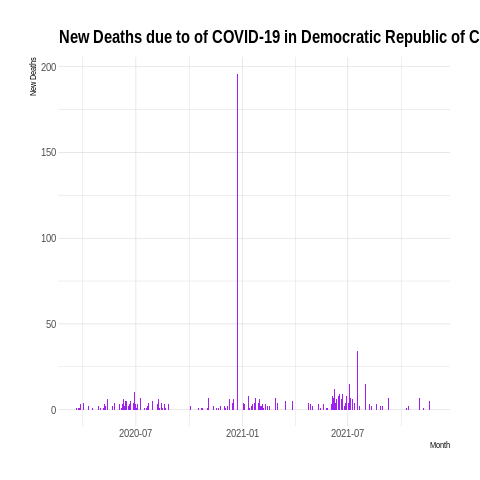 New Deaths due to of COVID-19 in Democratic Republic of C
New Deaths
200
150
100
50
0
2020-07
2021-01
2021-07
Month